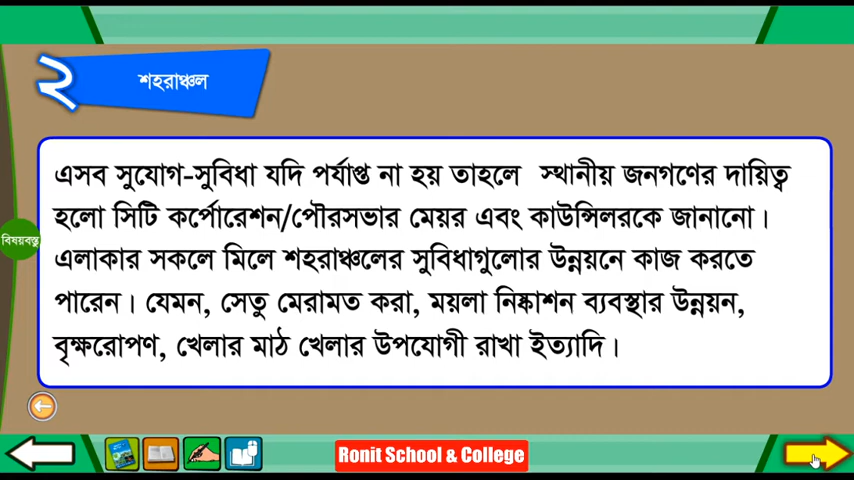 ২
শহরাঞ্চল
এসব সুযোগ-সুবিধা যদি পর্যাপ্ত না হয় তাহলে স্থানীয় জনগণের দায়িত্ব
হলো সিটি কর্পোরেশন/পৌরসভার মেয়র এবং কাউন্সিলরকে জানানো।
এলাকার সকলে মিলে শহরাঞ্চলের সুবিধাগুলোর উন্নয়নে কাজ করতে
পারেন। যেমন, সেতু মেরামত করা, ময়লা নিষ্কাশন ব্যবস্থার উন্নয়ন,
বৃক্ষরোপণ, খেলার মাঠ খেলার উপযোগী রাখা ইত্যাদি।
বিষয়বস্তু
Ronit School & College